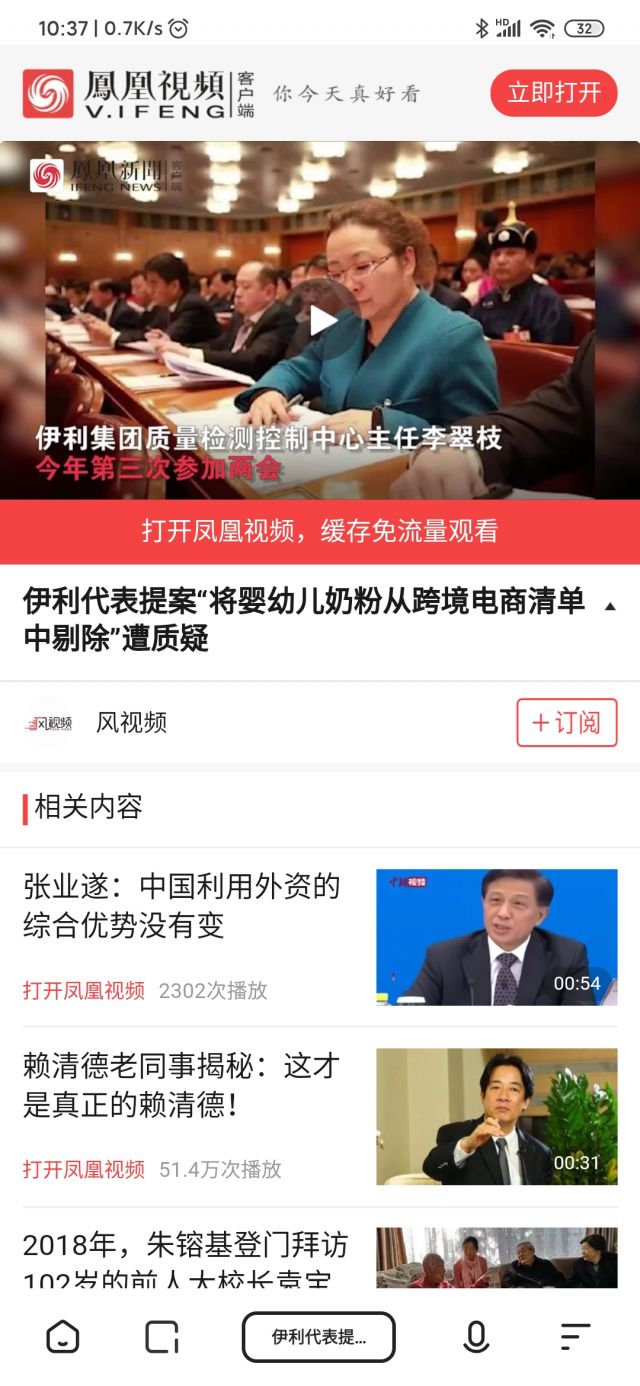 10:37 | 0.7K/s
HD
32
鳳凰視頻
V.IFENG
客户端
你今天真好看
立即打开
鳳凰新聞
IFENG NEWS
客户端
伊利集团质量检测控制中心主任李翠枝
今年第三次参加两会
打开凤凰视频，缓存免流量观看
伊利代表提案“将婴幼儿奶粉从跨境电商清单
中剔除”遭质疑
风视频
风视频
+订阅
相关内容
张业遂：中国利用外资的
综合优势没有变
打开凤凰视频 2302次播放
中新视频
00:54
赖清德老同事揭秘：这才
是真正的赖清德！
打开凤凰视频 51.4万次播放
00:31
2018年，朱镕基登门拜访
102岁的前人大校长袁宝
伊利代表提...